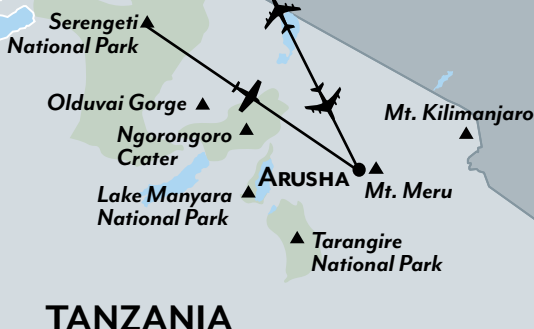 Serengeti
National Park
Olduvai Gorge
Mt. Kilimanjaro
Ngorongoro
Crater
ARUSHA
Mt. Meru
Lake Manyara
National Park
Tarangire
National Park
TANZANIA